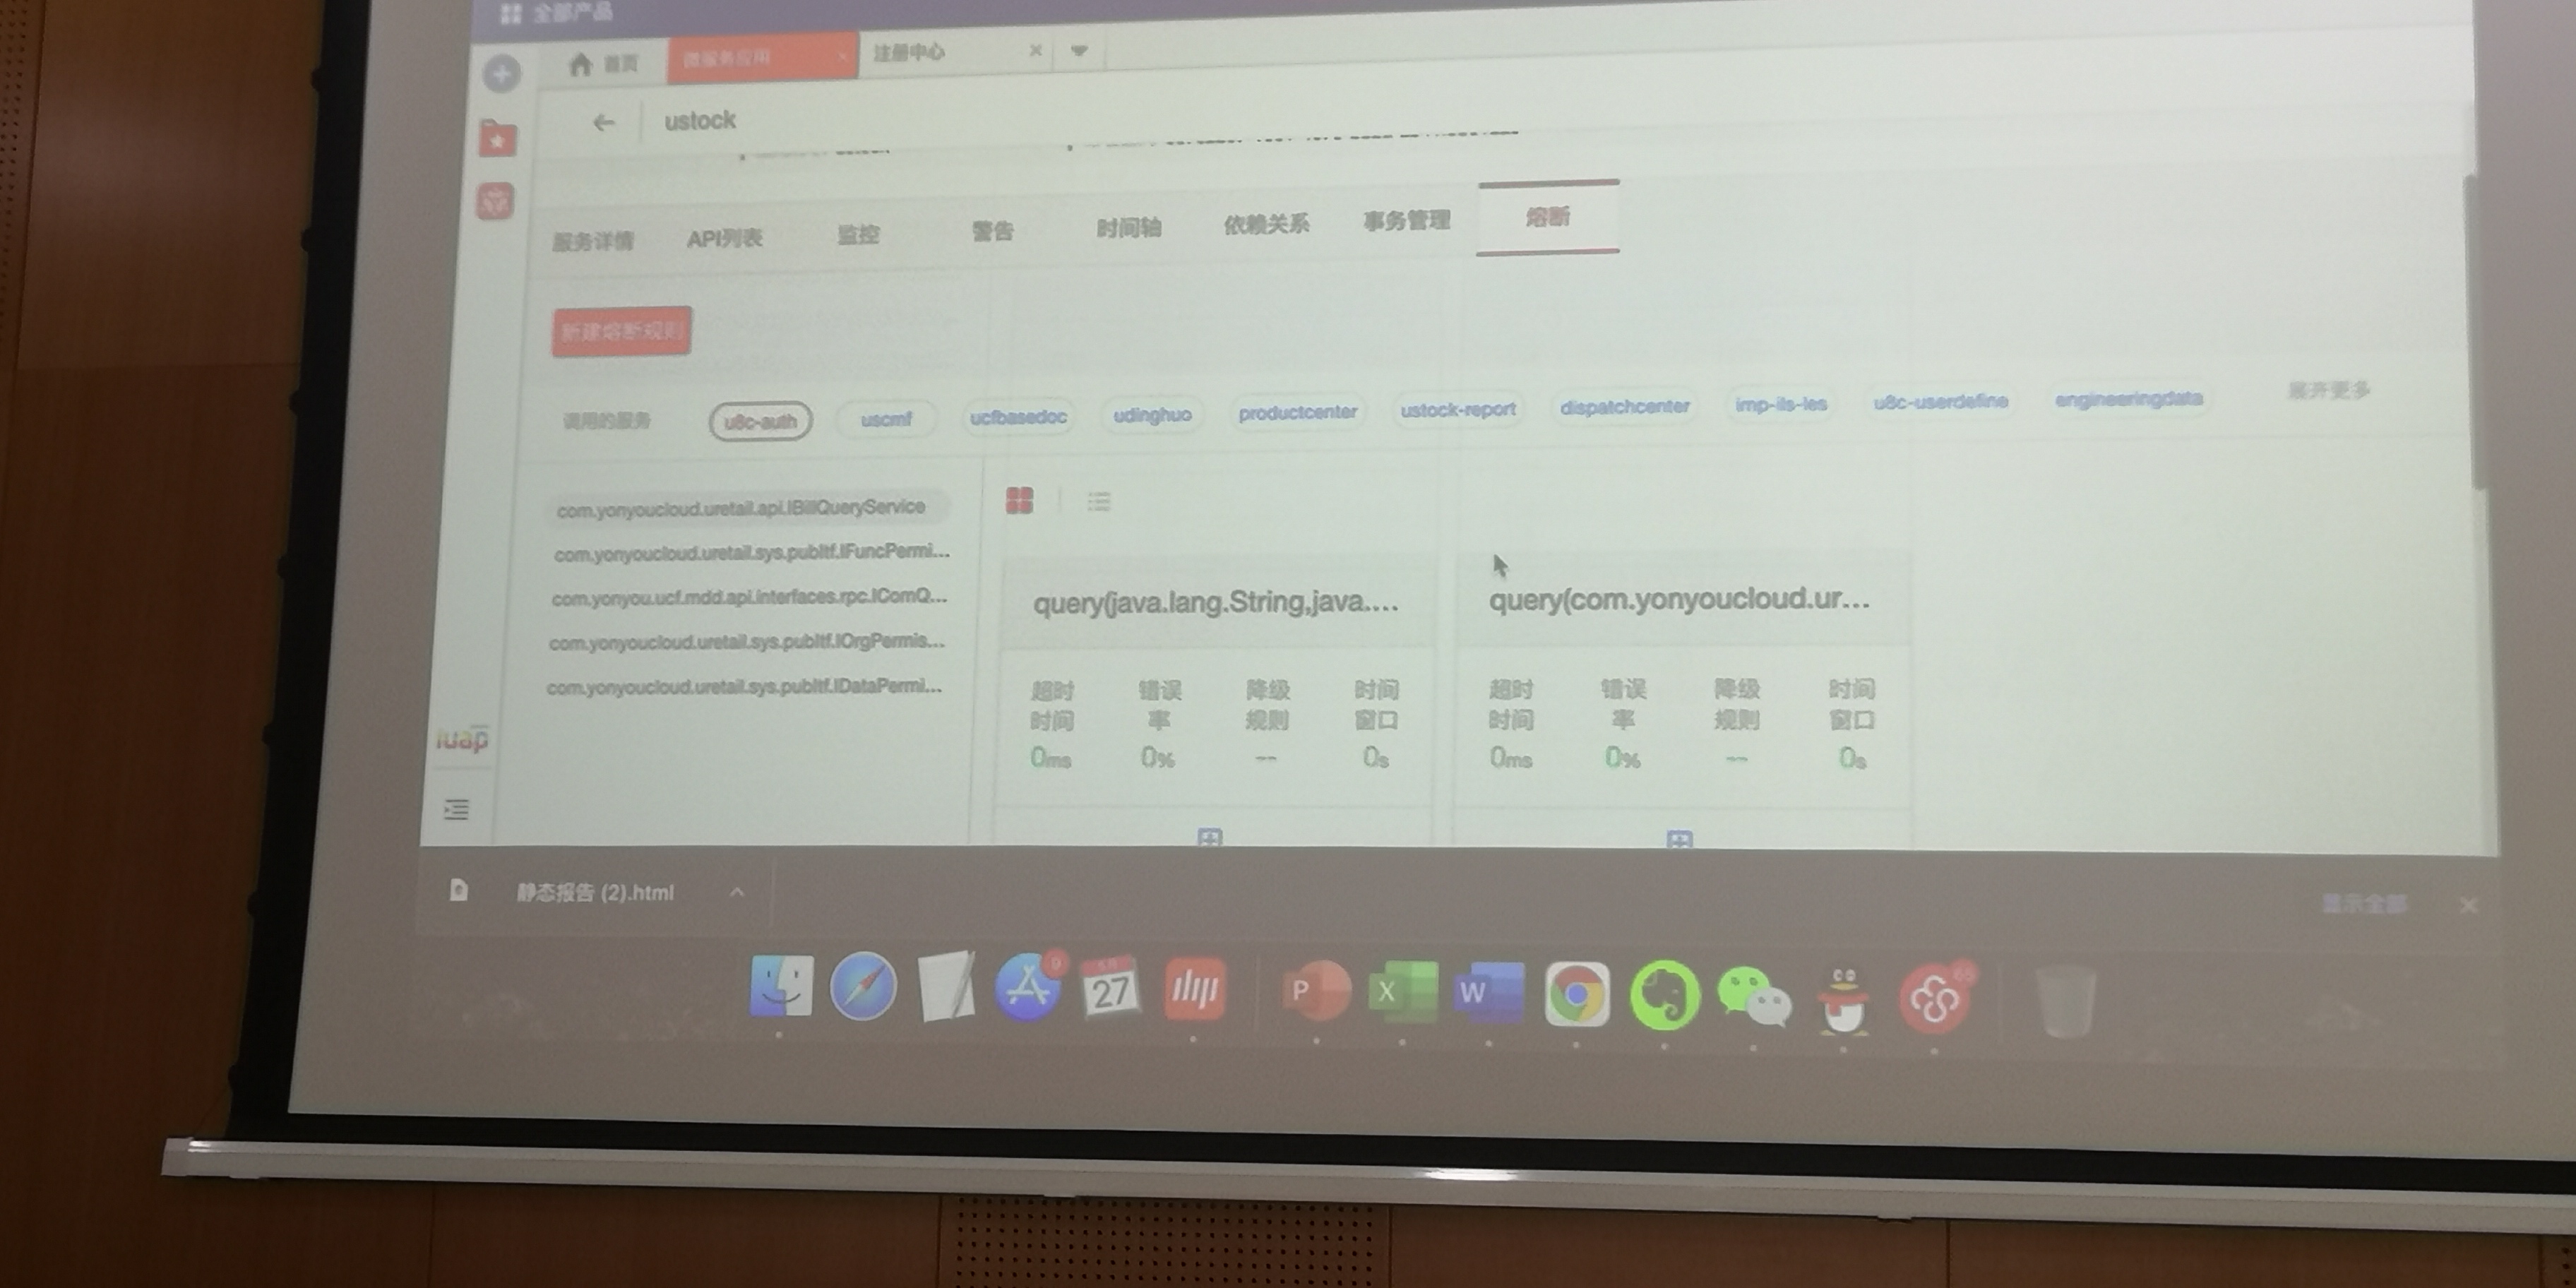 全部产品
首页 微服务应用 注册中心
ustock
服务详情 API列表 监控 警告 时间轴 依赖关系 事务管理 熔断
新建熔断规则
调用的服务 u8c-auth uscmf ucfbasedoc udinghuo productcenter ustock-report dispatchcenter imp-its-les u8c-userdefine engineeringdata 展开更多
com.yonyoucloud.uretail.api.IBillQueryService
com.yonyoucloud.uretail.sys.pubItf.IFuncPermi...
com.yonyou.ucf.mdd.api.interfaces.rpc.IComQ...
com.yonyoucloud.uretail.sys.pubItf.IOrgPermis...
com.yonyoucloud.uretail.sys.pubItf.IDataPermi...
query(java.lang.String,java....
超时时间 错误率 降级规则 时间窗口
0ms 0% -- 0s
query(com.yonyoucloud.ur...
超时时间 错误率 降级规则 时间窗口
0ms 0% -- 0s
iuap
静态报告 (2).html
显示全部
9
27
P
X
W